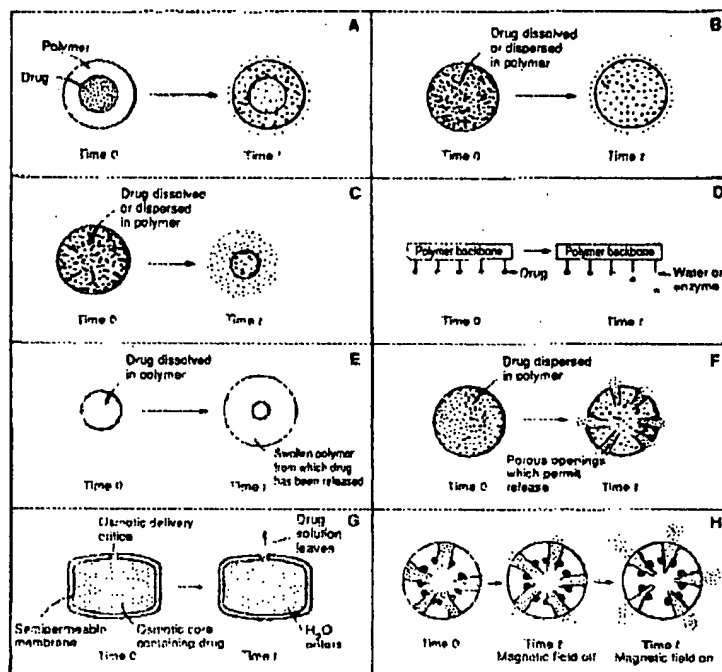 A
Polymer
Drug
Time 0
Time t
B
Drug dissolved
or dispersed
in polymer
Time 0
Time t
C
Drug dissolved
or dispersed
in polymer
Time 0
Time t
D
Polymer backbone
Polymer backbone
Drug
Water or
enzyme
Time 0
Time t
E
Drug dissolved
in polymer
Swollen polymer
from which drug
has been released
Time 0
Time t
F
Drug dispersed
in polymer
Porous openings
which permit
release
Time 0
Time t
G
Osmotic delivery
orifice
Drug
solution
leaves
Semipermeable
membrane
Osmotic core
containing drug
H2O
enters
Time 0
Time t
H
Time 0
Time t
Magnetic field off
Time t
Magnetic field on